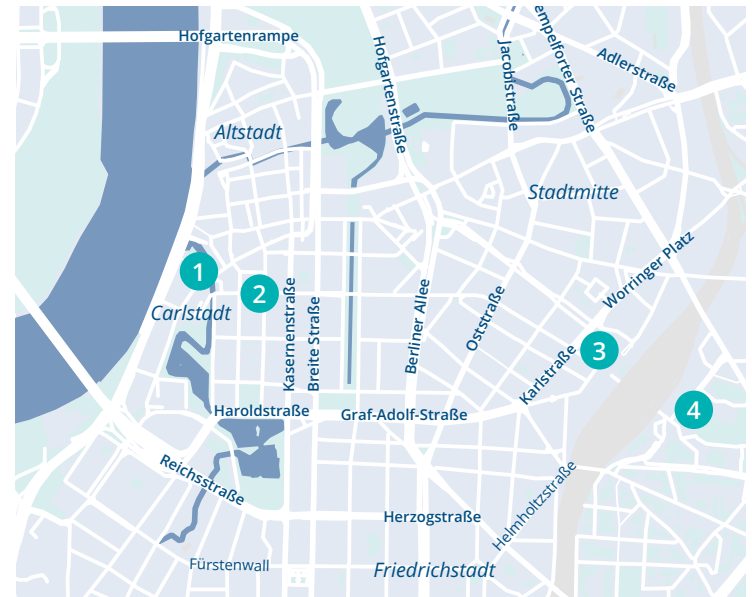 Hofgartenrampe
Hofgartenstraße
Jacobistraße
empelforter Straße
Adlerstraße
Altstadt
Stadtmitte
Worringer Platz
1
2
Carlstadt
Kasernenstraße
Breite Straße
Berliner Allee
Oststraße
Karlstraße
3
4
Haroldstraße
Graf-Adolf-Straße
Reichsstraße
Herzogstraße
Helmholtzstraße
Fürstenwall
Friedrichstadt